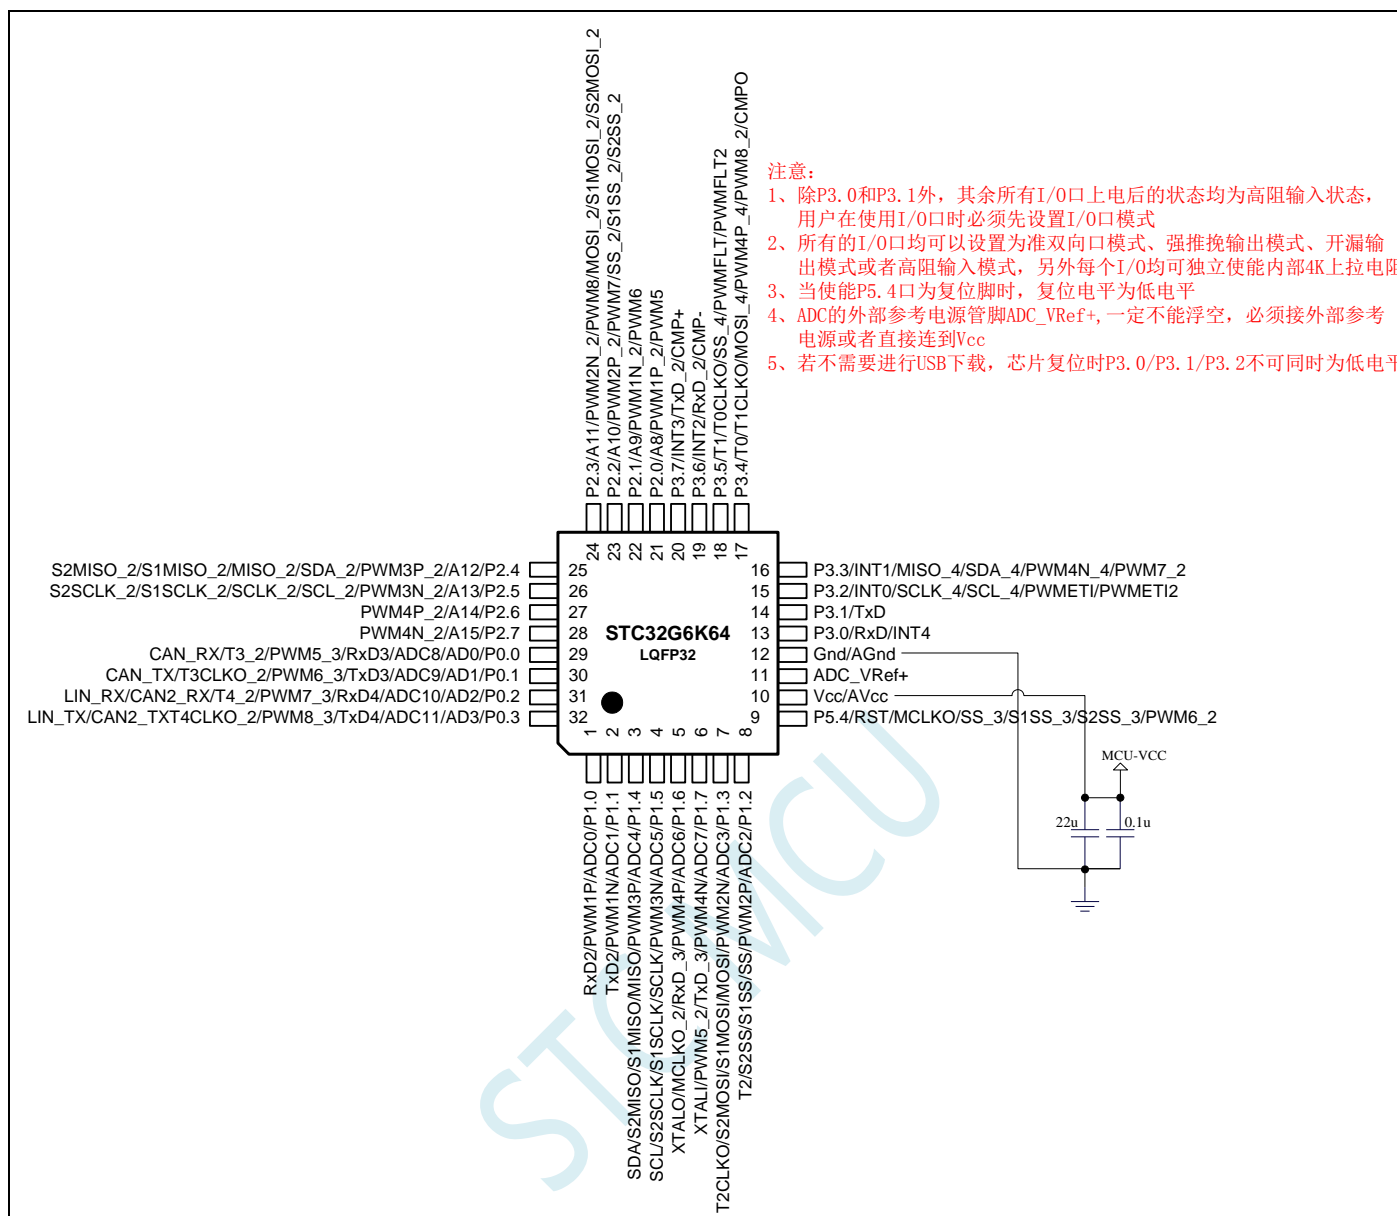 P2.3/A11/PWM2N_2/PWM8/MOSI_2/S1MOSI_2/S2MOSI_2
P2.2/A10/PWM2P_2/PWM7/SS_2/S1SS_2/S2SS_2
P2.1/A9/PWM1N_2/PWM6
P2.0/A8/PWM1P_2/PWM5
P3.7/INT3/TxD_2/CMP+
P3.6/INT2/RxD_2/CMP-
P3.5/T1/T0CLKO/SS_4/PWMFLT/PWMFLT2
P3.4/T0/T1CLKO/MOSI_4/PWM4P_4/PWM8_2/CMPO
注意:
1、除P3.0和P3.1外，其余所有I/O口上电后的状态均为高阻输入状态，
用户在使用I/O口时必须先设置I/O口模式
2、所有的I/O口均可以设置为准双向口模式、强推挽输出模式、开漏输
出模式或者高阻输入模式，另外每个I/O均可独立使能内部4K上拉电阻
3、当使能P5.4口为复位脚时，复位电平为低电平
4、ADC的外部参考电源管脚ADC_VRef+,一定不能浮空，必须接外部参考
电源或者直接连到Vcc
5、若不需要进行USB下载，芯片复位时P3.0/P3.1/P3.2不可同时为低电平
24
23
22
21
20
19
18
17
S2MISO_2/S1MISO_2/MISO_2/SDA_2/PWM3P_2/A12/P2.4
25
16
P3.3/INT1/MISO_4/SDA_4/PWM4N_4/PWM7_2
S2SCLK_2/S1SCLK_2/SCLK_2/SCL_2/PWM3N_2/A13/P2.5
26
15
P3.2/INT0/SCLK_4/SCL_4/PWMETI/PWMETI2
PWM4P_2/A14/P2.6
27
14
P3.1/TxD
PWM4N_2/A15/P2.7
28
STC32G6K64
13
P3.0/RxD/INT4
CAN_RX/T3_2/PWM5_3/RxD3/ADC8/AD0/P0.0
29
LQFP32
12
Gnd/AGnd
CAN_TX/T3CLKO_2/PWM6_3/TxD3/ADC9/AD1/P0.1
30
11
ADC_VRef+
LIN_RX/CAN2_RX/T4_2/PWM7_3/RxD4/ADC10/AD2/P0.2
31
10
Vcc/AVcc
LIN_TX/CAN2_TXT4CLKO_2/PWM8_3/TxD4/ADC11/AD3/P0.3
32
9
P5.4/RST/MCLKO/SS_3/S1SS_3/S2SS_3/PWM6_2
1
2
3
4
5
6
7
8
MCU-VCC
22u
0.1u
RxD2/PWM1P/ADC0/P1.0
TxD2/PWM1N/ADC1/P1.1
SDA/S2MISO/S1MISO/MISO/PWM3P/ADC4/P1.4
SCL/S2SCLK/S1SCLK/SCLK/PWM3N/ADC5/P1.5
XTALO/MCLKO_2/RxD_3/PWM4P/ADC6/P1.6
XTALI/PWM5_2/TxD_3/PWM4N/ADC7/P1.7
T2CLKO/S2MOSI/S1MOSI/MOSI/PWM2N/ADC3/P1.3
T2/S2SS/S1SS/SS/PWM2P/ADC2/P1.2
STCMCU